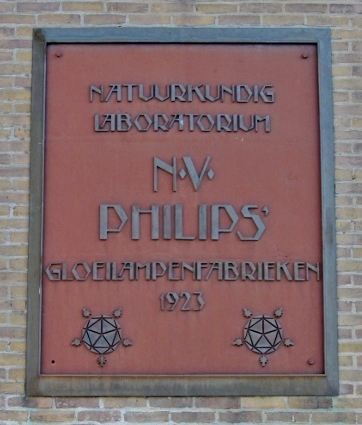 NATUURKUNDIG
LABORATORIUM
N·V·
PHILIPS'
GLOEILAMPENFABRIEKEN
1923